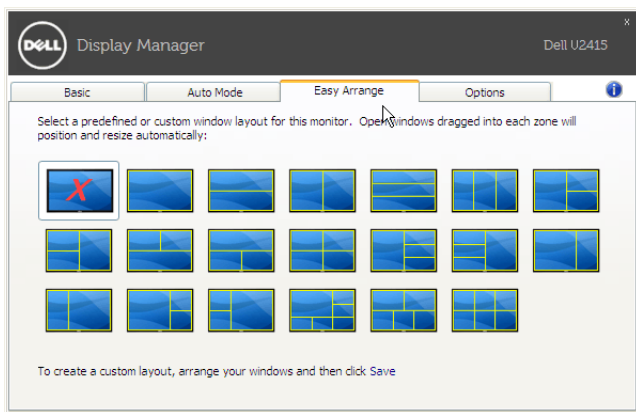 x
DELL Display Manager Dell U2415
Basic Auto Mode Easy Arrange Options i
Select a predefined or custom window layout for this monitor. Open windows dragged into each zone will
position and resize automatically:
X
To create a custom layout, arrange your windows and then click Save